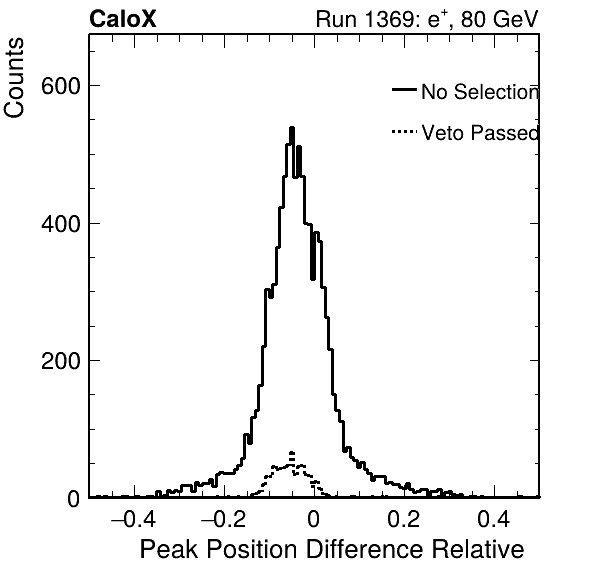 CaloX Run 1369: e⁺, 80 GeV
Counts
600
400
200
0
No Selection
Veto Passed
−0.4 −0.2 0 0.2 0.4
Peak Position Difference Relative